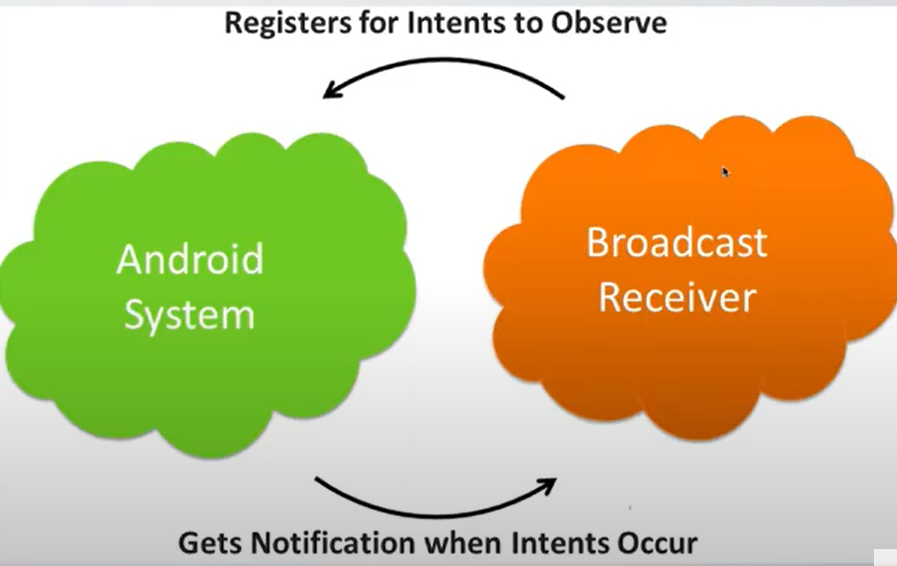 Registers for Intents to Observe
Android
System
Broadcast
Receiver
Gets Notification when Intents Occur